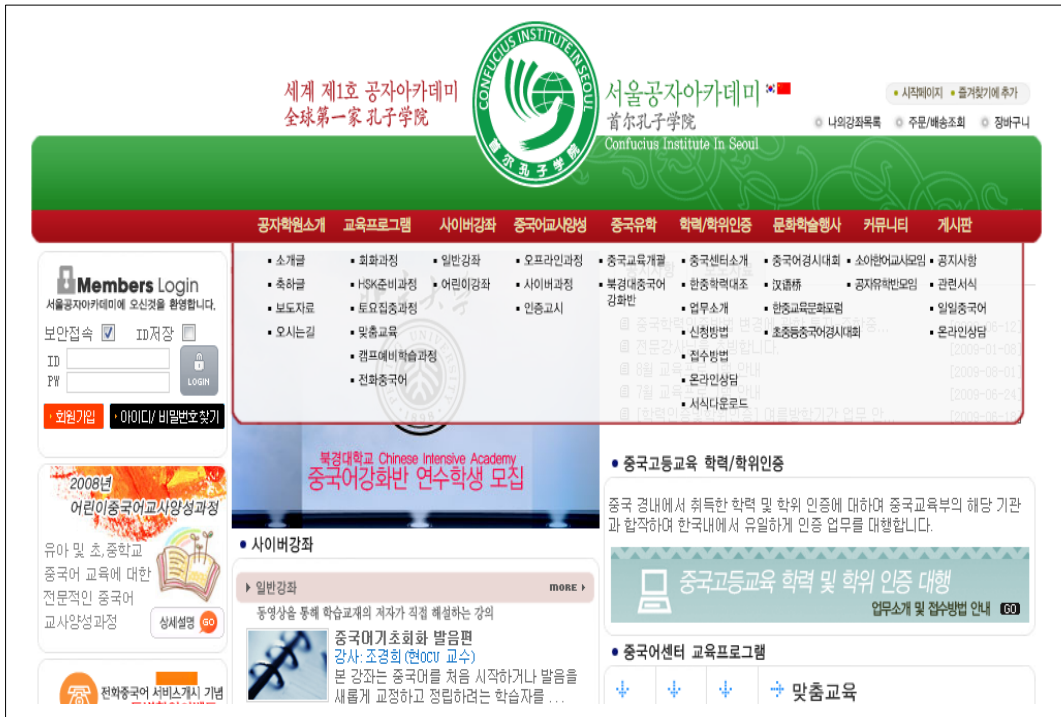 세계 제1호 공자아카데미
全球第一家 孔子学院
CONFUCIUS INSTITUTE IN SEOUL
首尔孔子学院
서울공자아카데미
首尔孔子学院
Confucius Institute In Seoul
시작페이지 즐겨찾기에 추가
나의강좌목록 주문/배송조회 장바구니
공자학원소개 교육프로그램 사이버강좌 중국어교사양성 중국유학 학력/학위인증 문화학술행사 커뮤니티 게시판
소개글
축하글
보도자료
오시는길
회화과정
HSK준비과정
토요집중과정
맞춤교육
캠프예비학습과정
전화중국어
일반강좌
어린이강좌
오프라인과정
사이버과정
인증고시
중국교육개괄
북경대중국어
강화반
중국센터소개
한중학력대조
업무소개
신청방법
접수방법
온라인상담
서식다운로드
중국어경시대회
汉语桥
한중교육문화포럼
초중등중국어경시대회
소아한어교사모임
공자유학반모임
공지사항
관련서식
일일중국어
온라인상담
[2009-01-08]
[2009-06-01]
[2009-06-24]
Members Login
서울공자아카데미에 오신것을 환영합니다.
보안접속 ID저장
ID
PW
LOGIN
회원가입 아이디/ 비밀번호찾기
북경대학교 Chinese Intensive Academy
중국어강화반 연수학생 모집
2008년
어린이중국어교사양성과정
유아 및 초,중학교
중국어 교육에 대한
전문적인 중국어
교사양성과정
상세설명 GO
전화중국어 서비스개시 기념
사이버강좌
일반강좌 MORE
동영상을 통해 학습교재의 저자가 직접 해설하는 강의
중국어기초회화 발음편
강사: 조경희(현OCU 교수)
본 강좌는 중국어를 처음 시작하거나 발음을
새롭게 교정하고 정립하려는 학습자를 ...
중국고등교육 학력/학위인증
중국 경내에서 취득한 학력 및 학위 인증에 대하며 중국교육부의 해당 기관
과 합작하며 한국내에서 유일하게 인증 업무를 대행합니다.
중국고등교육 학력 및 학위 인증 대행
업무소개 및 접수방법 안내 GO
중국어센터 교육프로그램
맞춤교육